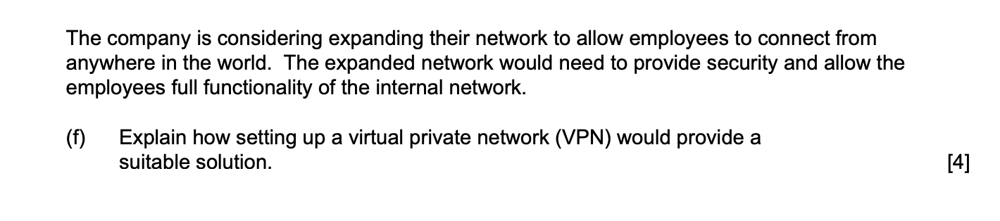 The company is considering expanding their network to allow employees to connect from
anywhere in the world.  The expanded network would need to provide security and allow the
employees full functionality of the internal network.
(f) Explain how setting up a virtual private network (VPN) would provide a
suitable solution. [4]